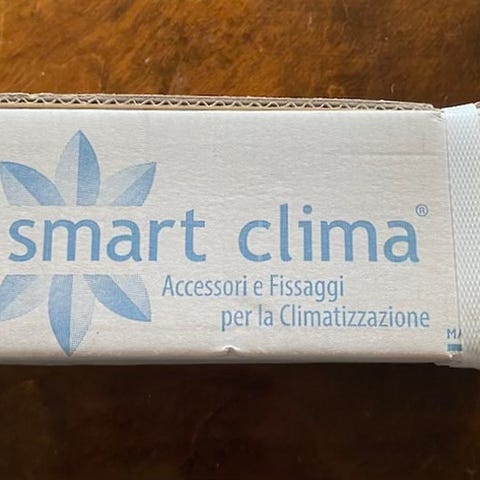 smart clima®
Accessori e Fissaggi
per la Climatizzazione